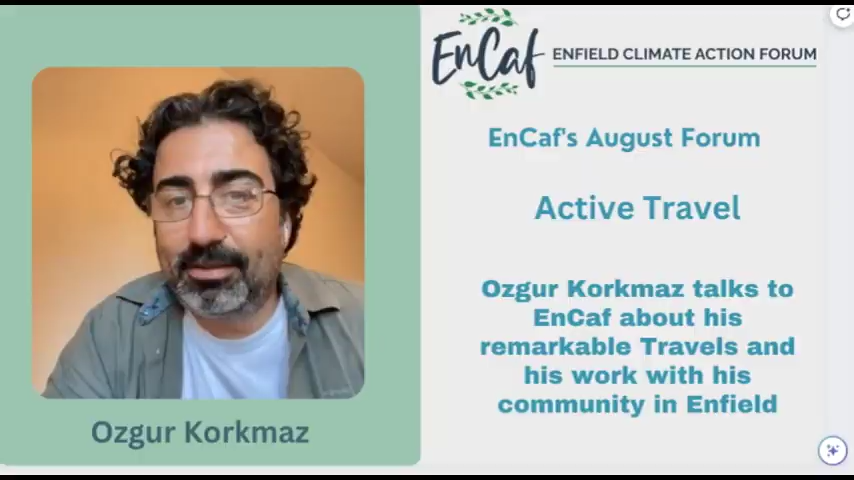 EnCaf
ENFIELD CLIMATE ACTION FORUM
EnCaf's August Forum
Active Travel
Ozgur Korkmaz talks to
EnCaf about his
remarkable Travels and
his work with his
community in Enfield
Ozgur Korkmaz